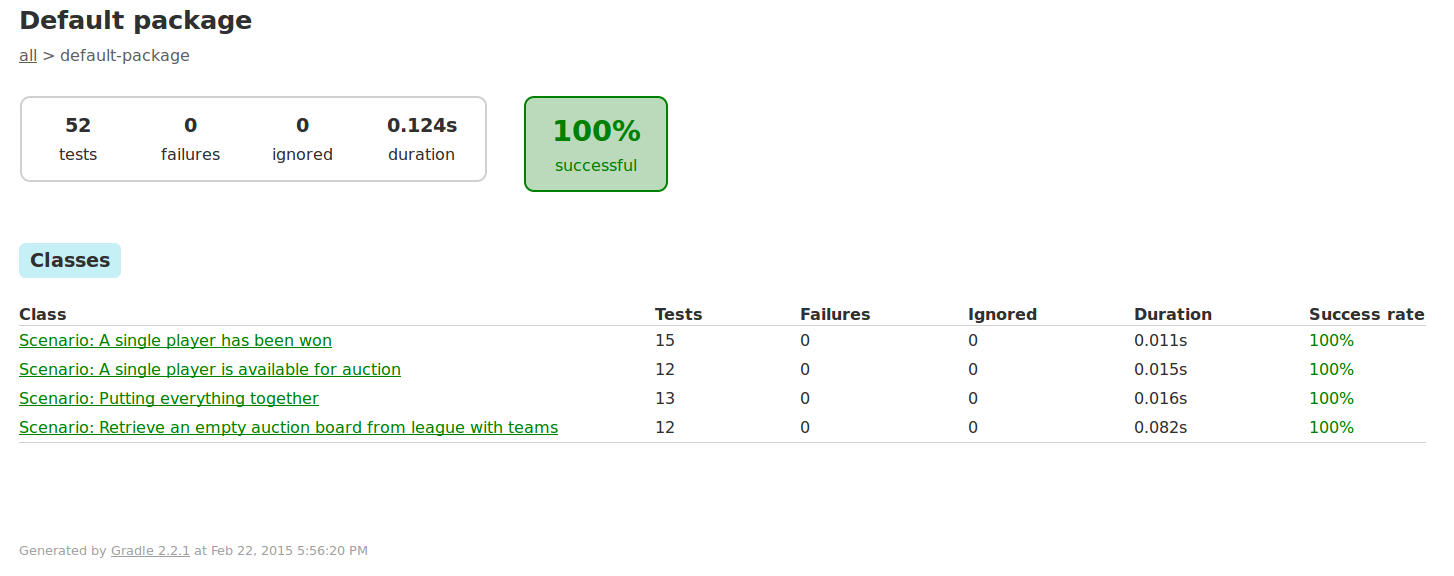 Default package
all > default-package
52 0 0 0.124s
tests failures ignored duration
100%
successful
Classes
Class Tests Failures Ignored Duration Success rate
Scenario: A single player has been won 15 0 0 0.011s 100%
Scenario: A single player is available for auction 12 0 0 0.015s 100%
Scenario: Putting everything together 13 0 0 0.016s 100%
Scenario: Retrieve an empty auction board from league with teams 12 0 0 0.082s 100%
Generated by Gradle 2.2.1 at Feb 22, 2015 5:56:20 PM